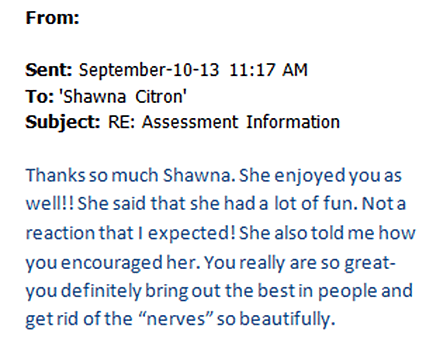 From:
Sent: September-10-13 11:17 AM
To: 'Shawna Citron'
Subject: RE: Assessment Information
Thanks so much Shawna. She enjoyed you as
well!! She said that she had a lot of fun. Not a
reaction that I expected! She also told me how
you encouraged her. You really are so great-
you definitely bring out the best in people and
get rid of the “nerves” so beautifully.